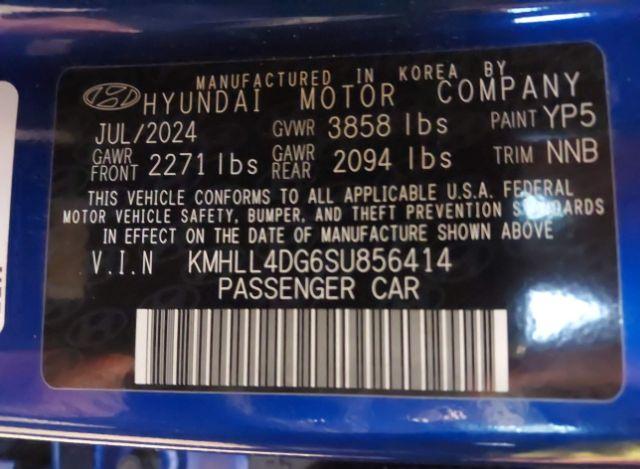 MANUFACTURED IN KOREA BY
HYUNDAI MOTOR COMPANY
JUL/2024 GVWR 3858 lbs PAINT YP5
GAWR FRONT 2271 lbs GAWR REAR 2094 lbs TRIM NNB
THIS VEHICLE CONFORMS TO ALL APPLICABLE U.S.A. FEDERAL
MOTOR VEHICLE SAFETY, BUMPER, AND THEFT PREVENTION STANDARDS
IN EFFECT ON THE DATE OF MANUFACTURE SHOWN ABOVE
V.I.N KMHLL4DG6SU856414
PASSENGER CAR